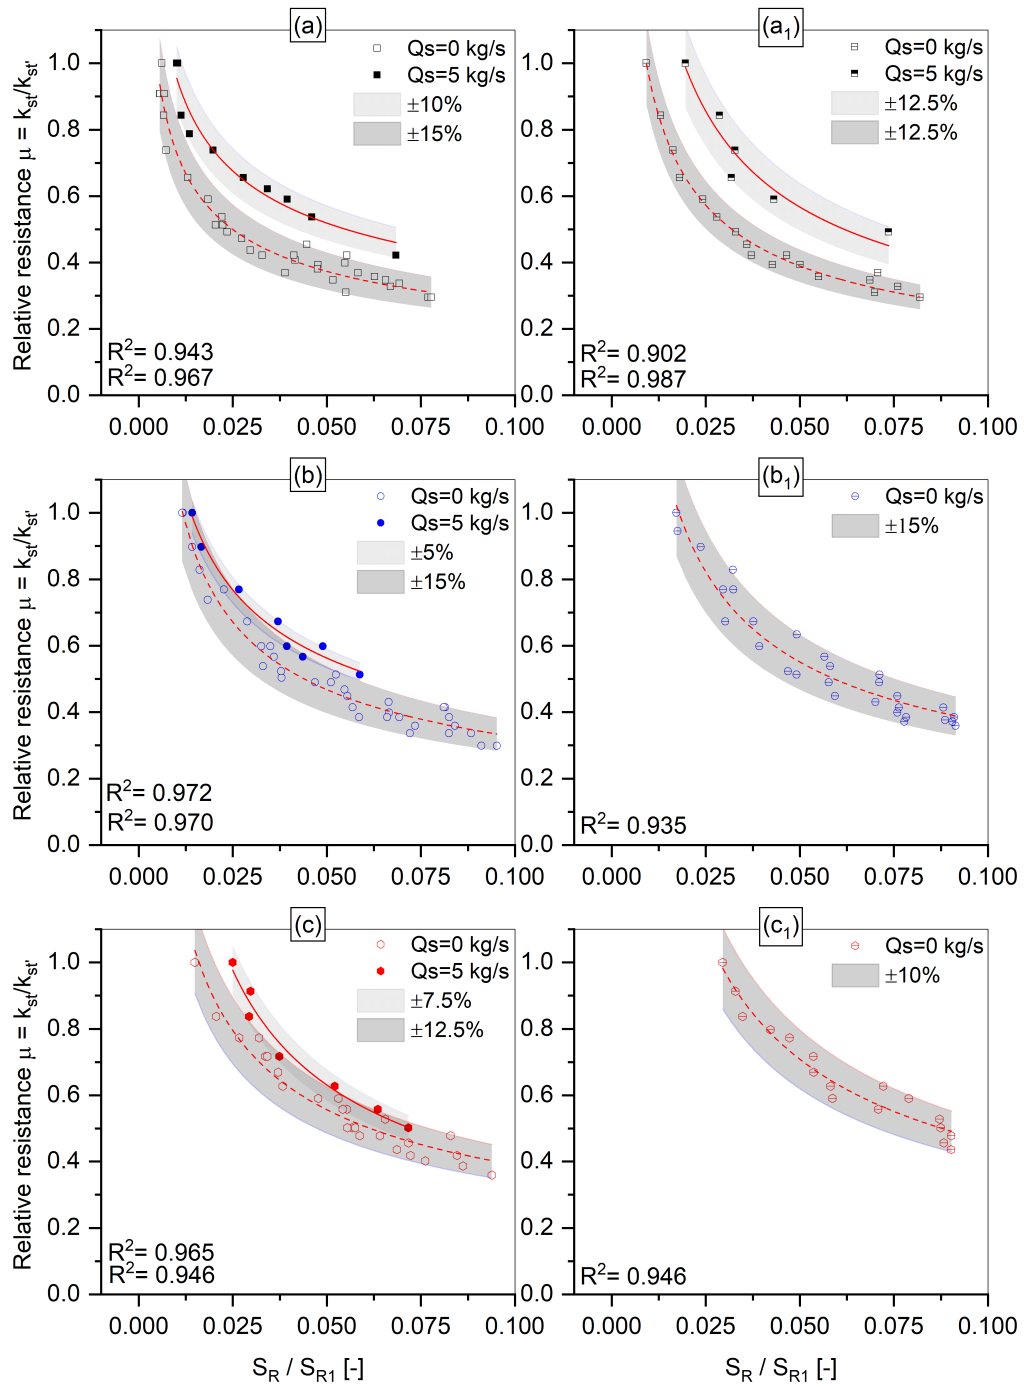 (a)
Qs=0 kg/s
Qs=5 kg/s
±10%
±15%
R²= 0.943
R²= 0.967
Relative resistance μ = k_st/k_st'
1.0
0.8
0.6
0.4
0.2
0.0
0.000 0.025 0.050 0.075 0.100
(a₁)
Qs=0 kg/s
Qs=5 kg/s
±12.5%
±12.5%
R²= 0.902
R²= 0.987
1.0
0.8
0.6
0.4
0.2
0.0
0.000 0.025 0.050 0.075 0.100
(b)
Qs=0 kg/s
Qs=5 kg/s
±5%
±15%
R²= 0.972
R²= 0.970
Relative resistance μ = k_st/k_st'
1.0
0.8
0.6
0.4
0.2
0.0
0.000 0.025 0.050 0.075 0.100
(b₁)
Qs=0 kg/s
±15%
R²= 0.935
1.0
0.8
0.6
0.4
0.2
0.0
0.000 0.025 0.050 0.075 0.100
(c)
Qs=0 kg/s
Qs=5 kg/s
±7.5%
±12.5%
R²= 0.965
R²= 0.946
Relative resistance μ = k_st/k_st'
1.0
0.8
0.6
0.4
0.2
0.0
0.000 0.025 0.050 0.075 0.100
S_R / S_R1 [-]
(c₁)
Qs=0 kg/s
±10%
R²= 0.946
1.0
0.8
0.6
0.4
0.2
0.0
0.000 0.025 0.050 0.075 0.100
S_R / S_R1 [-]